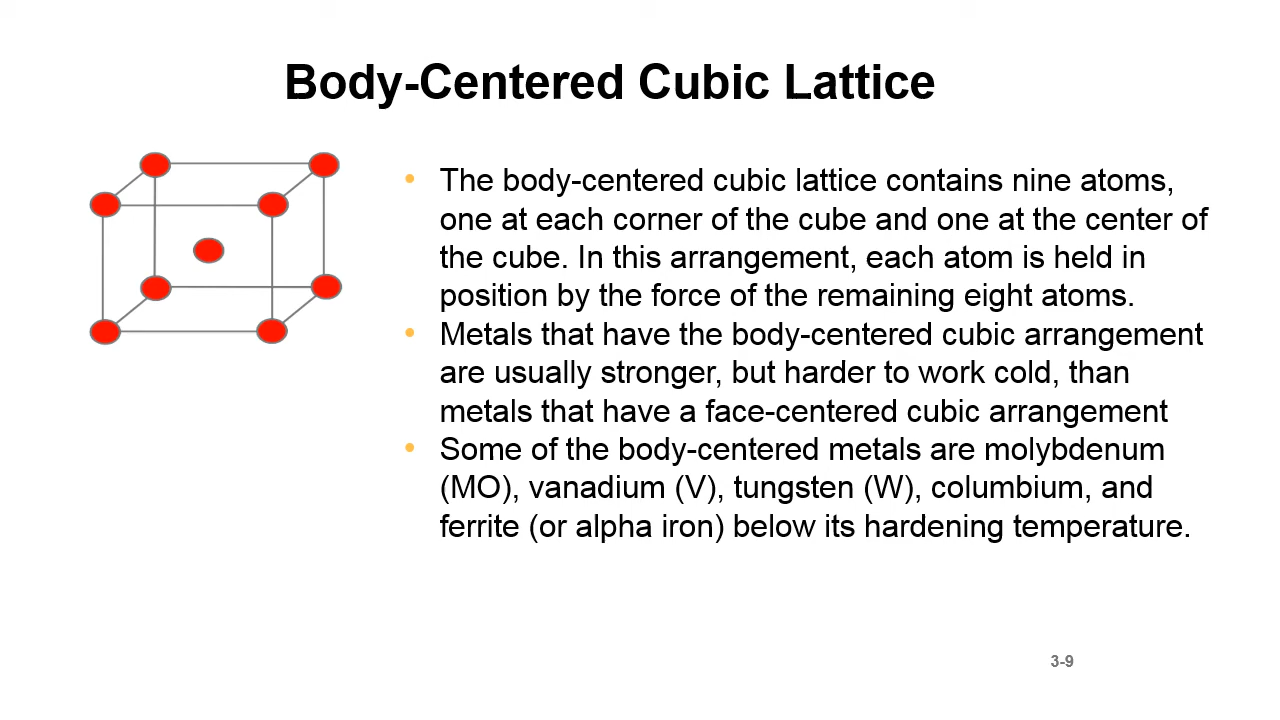 Body-Centered Cubic Lattice
• The body-centered cubic lattice contains nine atoms,
one at each corner of the cube and one at the center of
the cube. In this arrangement, each atom is held in
position by the force of the remaining eight atoms.
• Metals that have the body-centered cubic arrangement
are usually stronger, but harder to work cold, than
metals that have a face-centered cubic arrangement
• Some of the body-centered metals are molybdenum
(MO), vanadium (V), tungsten (W), columbium, and
ferrite (or alpha iron) below its hardening temperature.
3-9